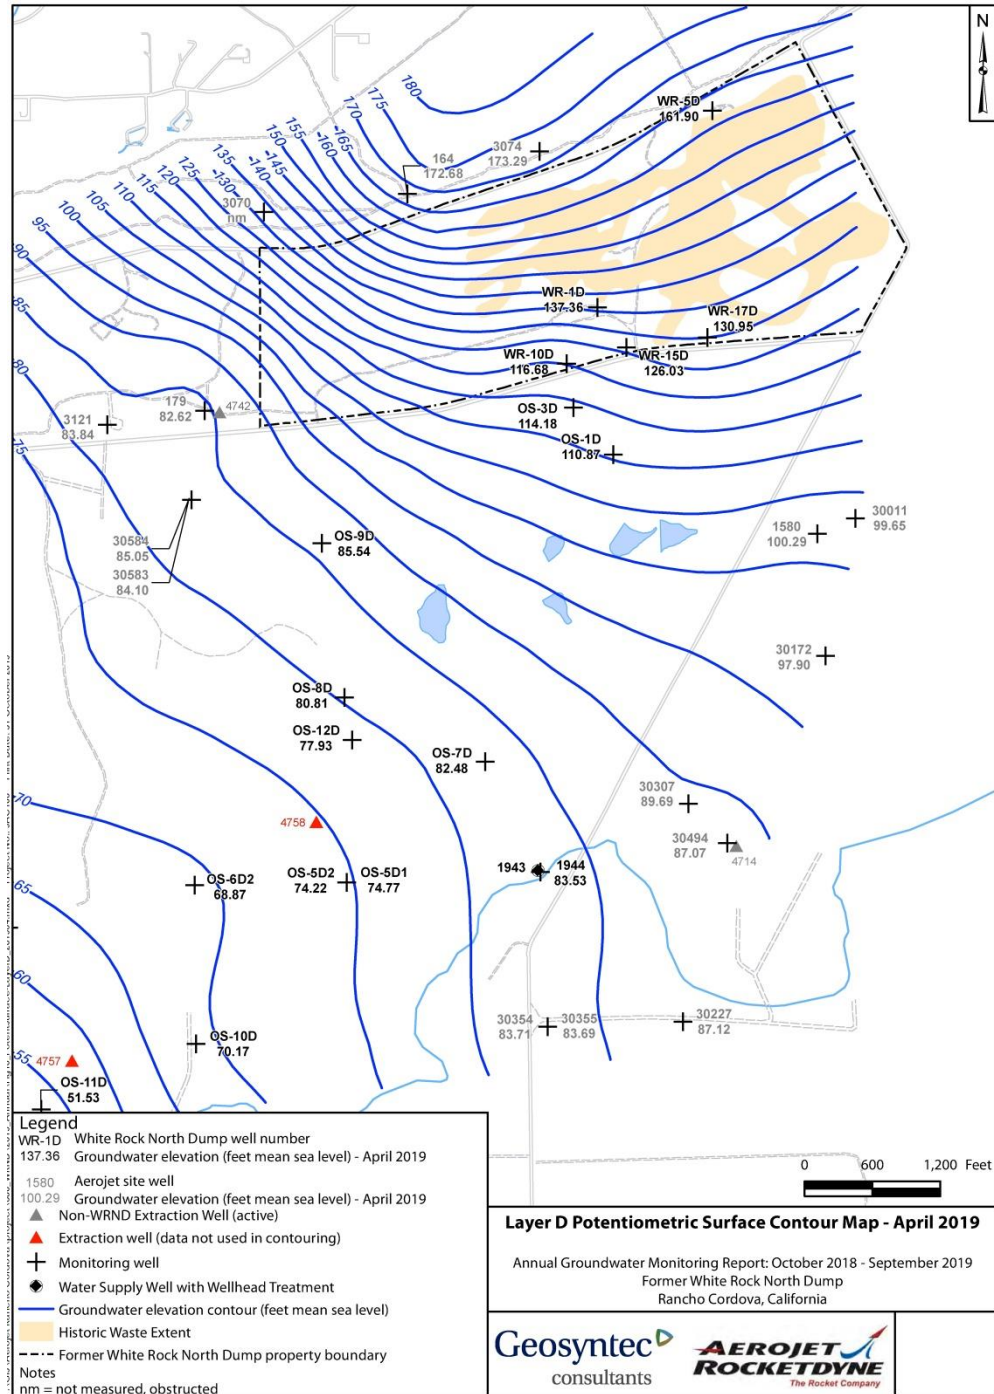 N
180
175
170
-165
-160
155
150
-145
-140
135
-130
125
120
115
110
105
100
95
90
85
80
-75
70
65
60
55
WR-5D
161.90
3074
173.29
164
172.68
3070
nm
WR-1D
137.36
WR-17D
130.95
WR-10D
116.68
WR-15D
126.03
179
82.62
4742
3121
83.84
OS-3D
114.18
OS-1D
110.87
30011
99.65
1580
100.29
30584
85.05
30583
84.10
OS-9D
85.54
30172
97.90
OS-8D
80.81
OS-12D
77.93
OS-7D
82.48
30307
89.69
4758
30494
87.07
4714
1943
1944
83.53
OS-6D2
68.87
OS-5D2
74.22
OS-5D1
74.77
30354
83.71
30355
83.69
30227
87.12
OS-10D
70.17
4757
OS-11D
51.53
Legend
WR-1D White Rock North Dump well number
137.36 Groundwater elevation (feet mean sea level) - April 2019
1580 Aerojet site well
100.29 Groundwater elevation (feet mean sea level) - April 2019
Non-WRND Extraction Well (active)
Extraction well (data not used in contouring)
Monitoring well
Water Supply Well with Wellhead Treatment
Groundwater elevation contour (feet mean sea level)
Historic Waste Extent
Former White Rock North Dump property boundary
Notes
nm = not measured, obstructed
0 600 1,200 Feet
Layer D Potentiometric Surface Contour Map - April 2019
Annual Groundwater Monitoring Report: October 2018 - September 2019
Former White Rock North Dump
Rancho Cordova, California
Geosyntec
consultants
AEROJET
ROCKETDYNE
The Rocket Company